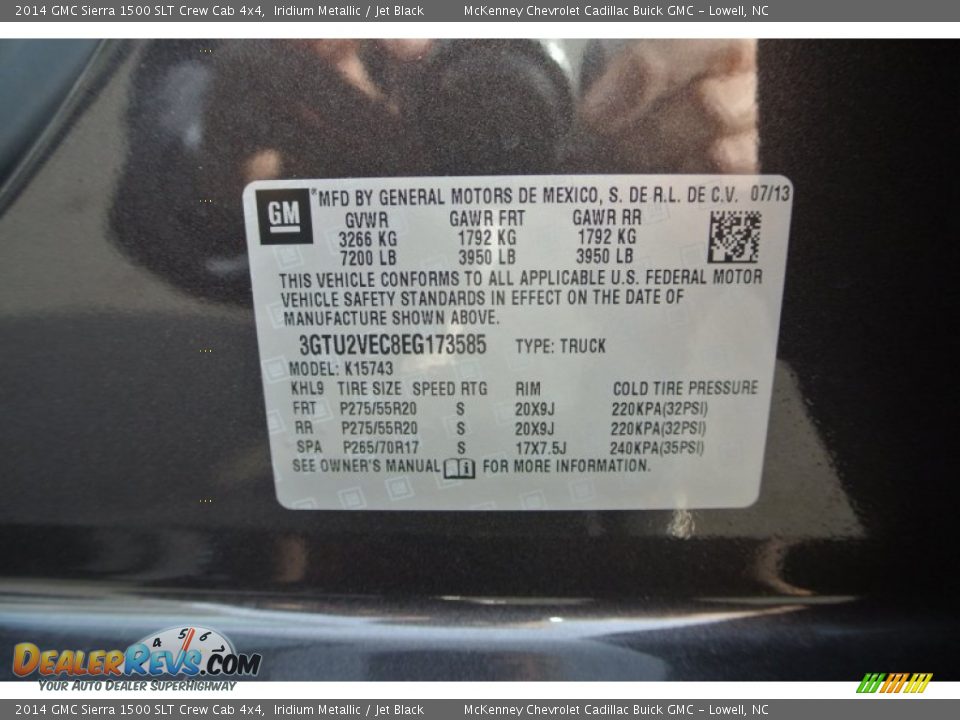 2014 GMC Sierra 1500 SLT Crew Cab 4x4, Iridium Metallic / Jet Black McKenney Chevrolet Cadillac Buick GMC – Lowell, NC
GM ® MFD BY GENERAL MOTORS DE MEXICO, S. DE R.L. DE C.V. 07/13
GVWR GAWR FRT GAWR RR
3266 KG 1792 KG 1792 KG
7200 LB 3950 LB 3950 LB
THIS VEHICLE CONFORMS TO ALL APPLICABLE U.S. FEDERAL MOTOR
VEHICLE SAFETY STANDARDS IN EFFECT ON THE DATE OF
MANUFACTURE SHOWN ABOVE.
3GTU2VEC8EG173585 TYPE: TRUCK
MODEL: K15743
KHL9 TIRE SIZE SPEED RTG RIM COLD TIRE PRESSURE
FRT P275/55R20 S 20X9J 220KPA(32PSI)
RR P275/55R20 S 20X9J 220KPA(32PSI)
SPA P265/70R17 S 17X7.5J 240KPA(35PSI)
SEE OWNER'S MANUAL i FOR MORE INFORMATION.
4 5 6
DealerRevs.com
Your Auto Dealer SuperHighway
2014 GMC Sierra 1500 SLT Crew Cab 4x4, Iridium Metallic / Jet Black McKenney Chevrolet Cadillac Buick GMC – Lowell, NC